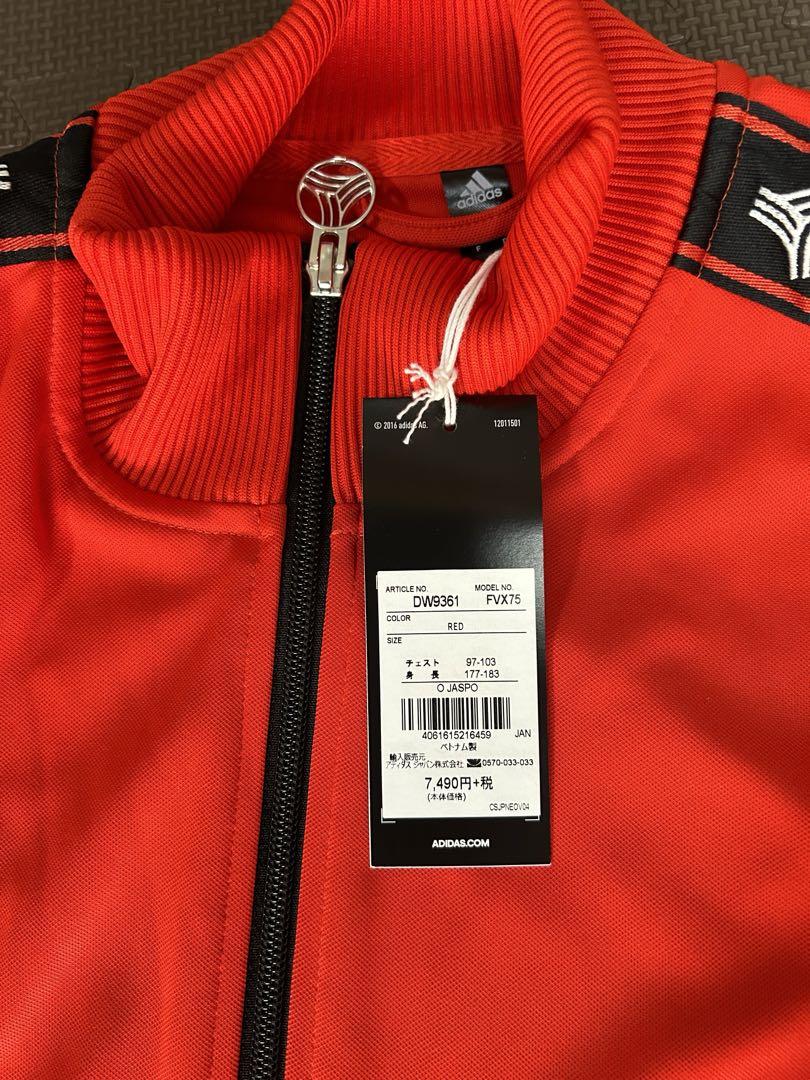 adidas
F
© 2016 adidas AG. 12011501
ARTICLE NO. MODEL NO.
DW9361 FVX75
COLOR
RED
SIZE
チェスト 97-103
身長 177-183
O JASPO
4061615216459 JAN
ベトナム製
輸入販売元
アディダス ジャパン株式会社 0570-033-033
7,490円+税
(本体価格)
CSJPNEOV04
ADIDAS.COM